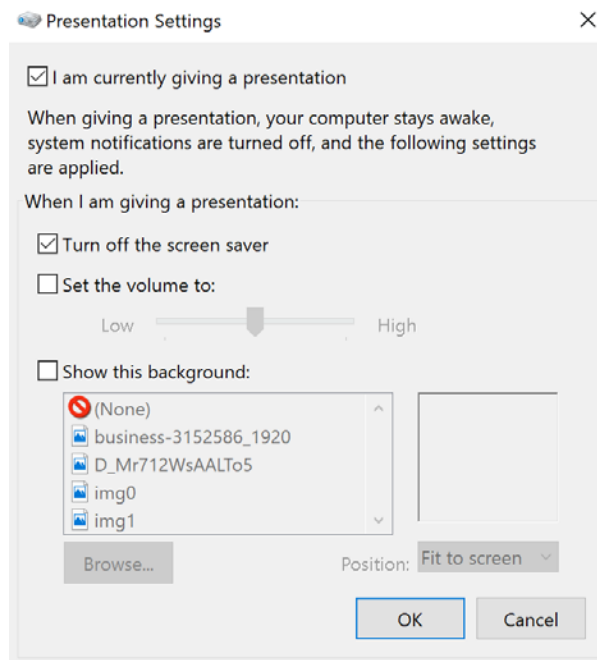 Presentation Settings
I am currently giving a presentation
When giving a presentation, your computer stays awake,
system notifications are turned off, and the following settings
are applied.
When I am giving a presentation:
Turn off the screen saver
Set the volume to:
Low High
Show this background:
(None)
business-3152586_1920
D_Mr712WsAALTo5
img0
img1
Browse...
Position: Fit to screen
OK Cancel